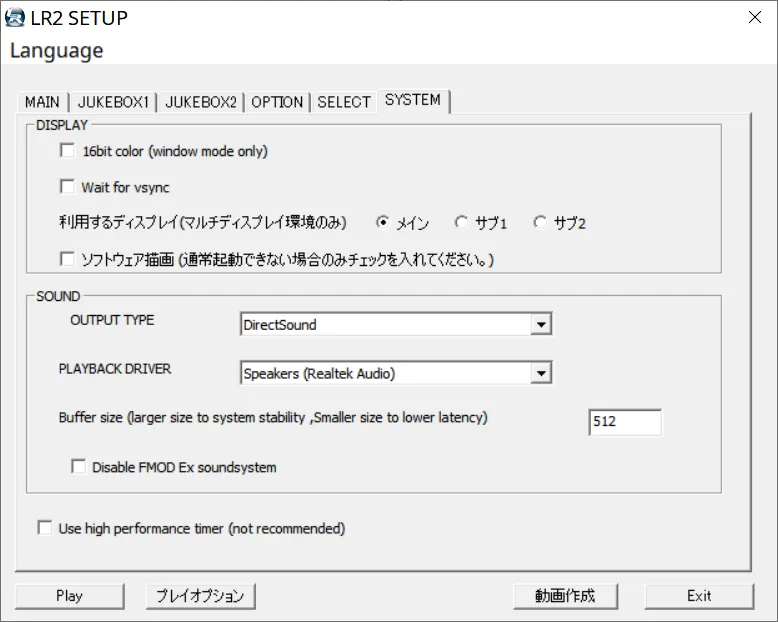 LR2 SETUP
Language
MAIN JUKEBOX1 JUKEBOX2 OPTION SELECT SYSTEM
DISPLAY
16bit color (window mode only)
Wait for vsync
利用するディスプレイ(マルチディスプレイ環境のみ) メイン サブ1 サブ2
ソフトウェア描画 (通常起動できない場合のみチェックを入れてください。)
SOUND
OUTPUT TYPE DirectSound
PLAYBACK DRIVER Speakers (Realtek Audio)
Buffer size (larger size to system stability ,Smaller size to lower latency) 512
Disable FMOD Ex soundsystem
Use high performance timer (not recommended)
Play プレイオプション 動画作成 Exit